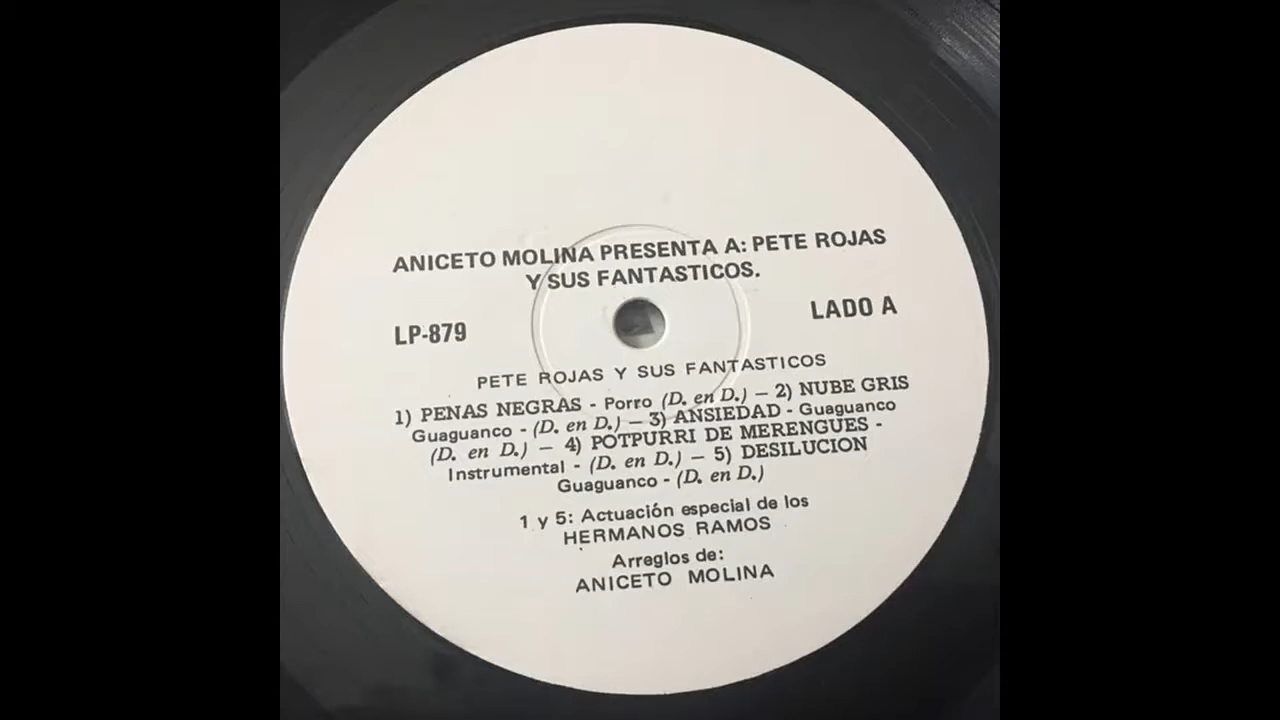 ANICETO MOLINA PRESENTA A: PETE ROJAS
Y SUS FANTASTICOS.
LP-879
LADO A
PETE ROJAS Y SUS FANTASTICOS
1) PENAS NEGRAS - Porro (D. en D.) — 2) NUBE GRIS
Guaguanco - (D. en D.) — 3) ANSIEDAD - Guaguanco
(D. en D.) — 4) POTPURRI DE MERENGUES -
Instrumental - (D. en D.) — 5) DESILUCION
Guaguanco - (D. en D.)
1 y 5: Actuación especial de los
HERMANOS RAMOS
Arreglos de:
ANICETO MOLINA